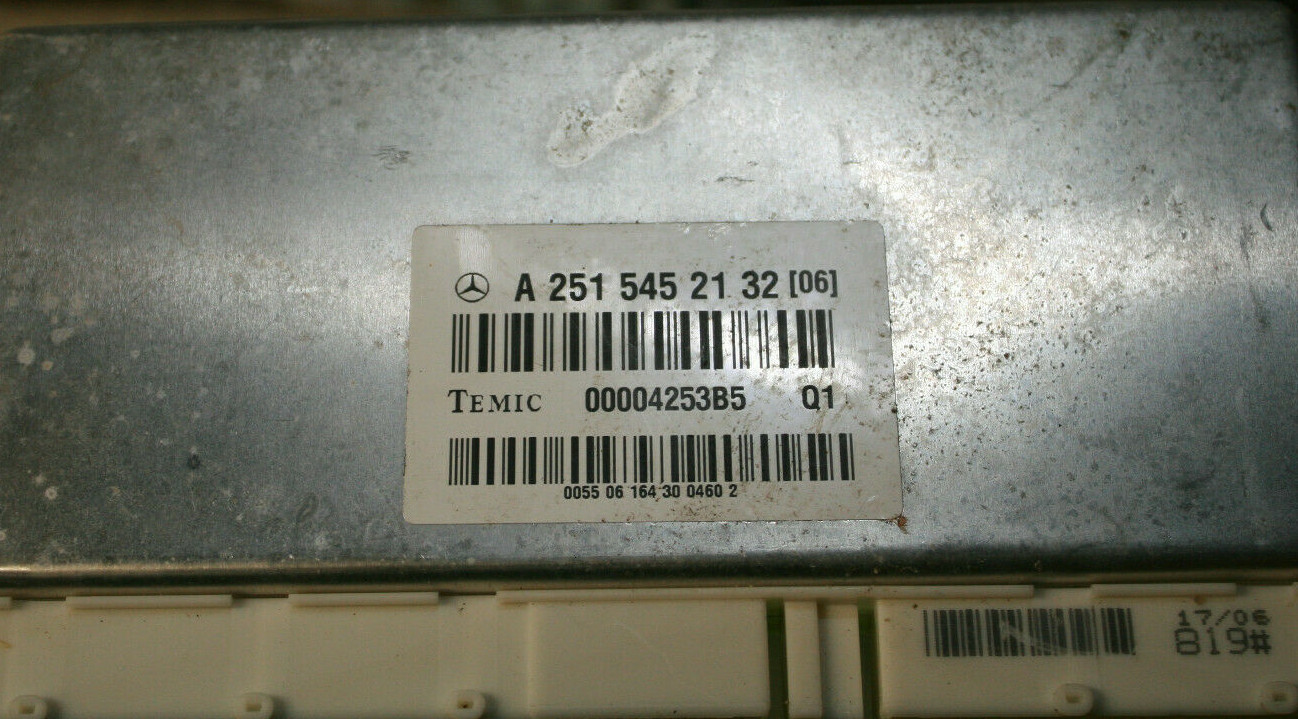 A 251 545 21 32 [06]
TEMIC 00004253B5 Q1
0055 06 164 30 0460 2
17/06
819#